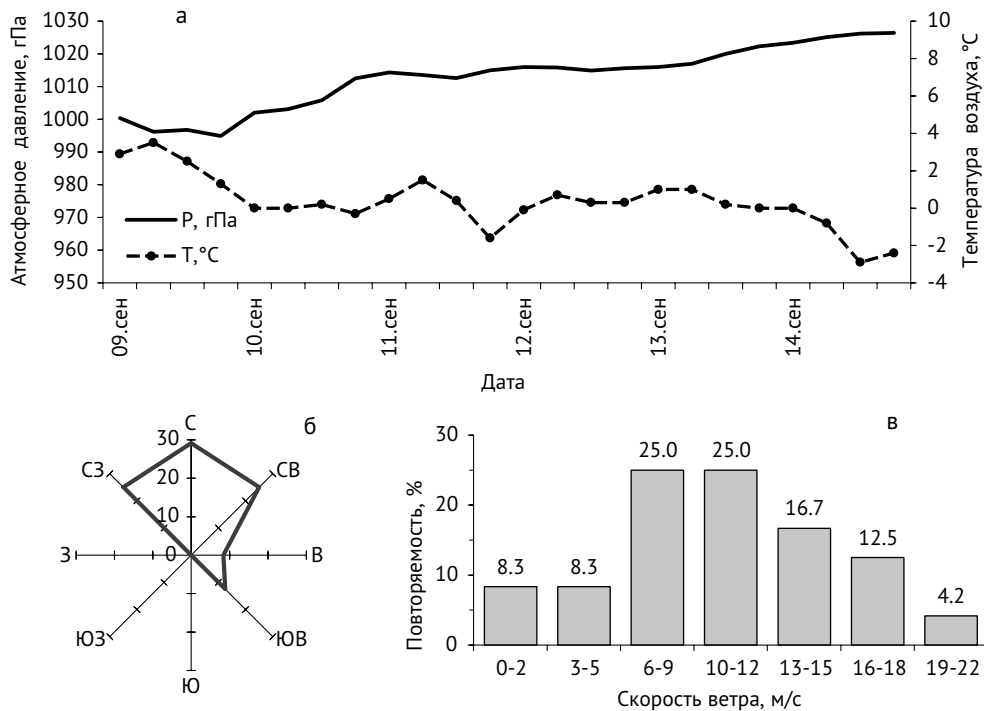 а
Атмосферное давление, гПа
1030
1020
1010
1000
990
980
970
960
950
10
8
6
4
2
0
-2
-4
Температура воздуха,°С
P, гПа
T,°С
09.сен
10.сен
11.сен
12.сен
13.сен
14.сен
Дата
б
С
СВ
В
ЮВ
Ю
ЮЗ
З
СЗ
30
20
10
0
в
Повторяемость, %
30
20
10
0
8.3
8.3
25.0
25.0
16.7
12.5
4.2
0-2
3-5
6-9
10-12
13-15
16-18
19-22
Скорость ветра, м/с